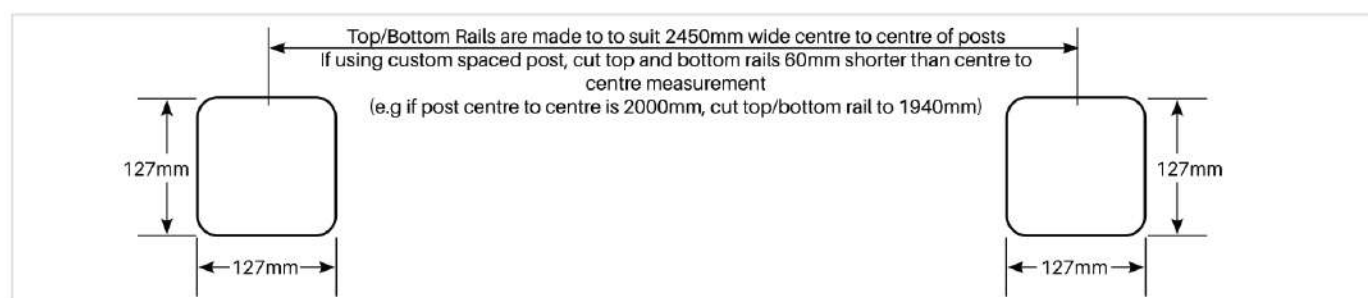 Top/Bottom Rails are made to to suit 2450mm wide centre to centre of posts
If using custom spaced post, cut top and bottom rails 60mm shorter than centre to
centre measurement
(e.g if post centre to centre is 2000mm, cut top/bottom rail to 1940mm)
127mm
127mm
127mm
127mm